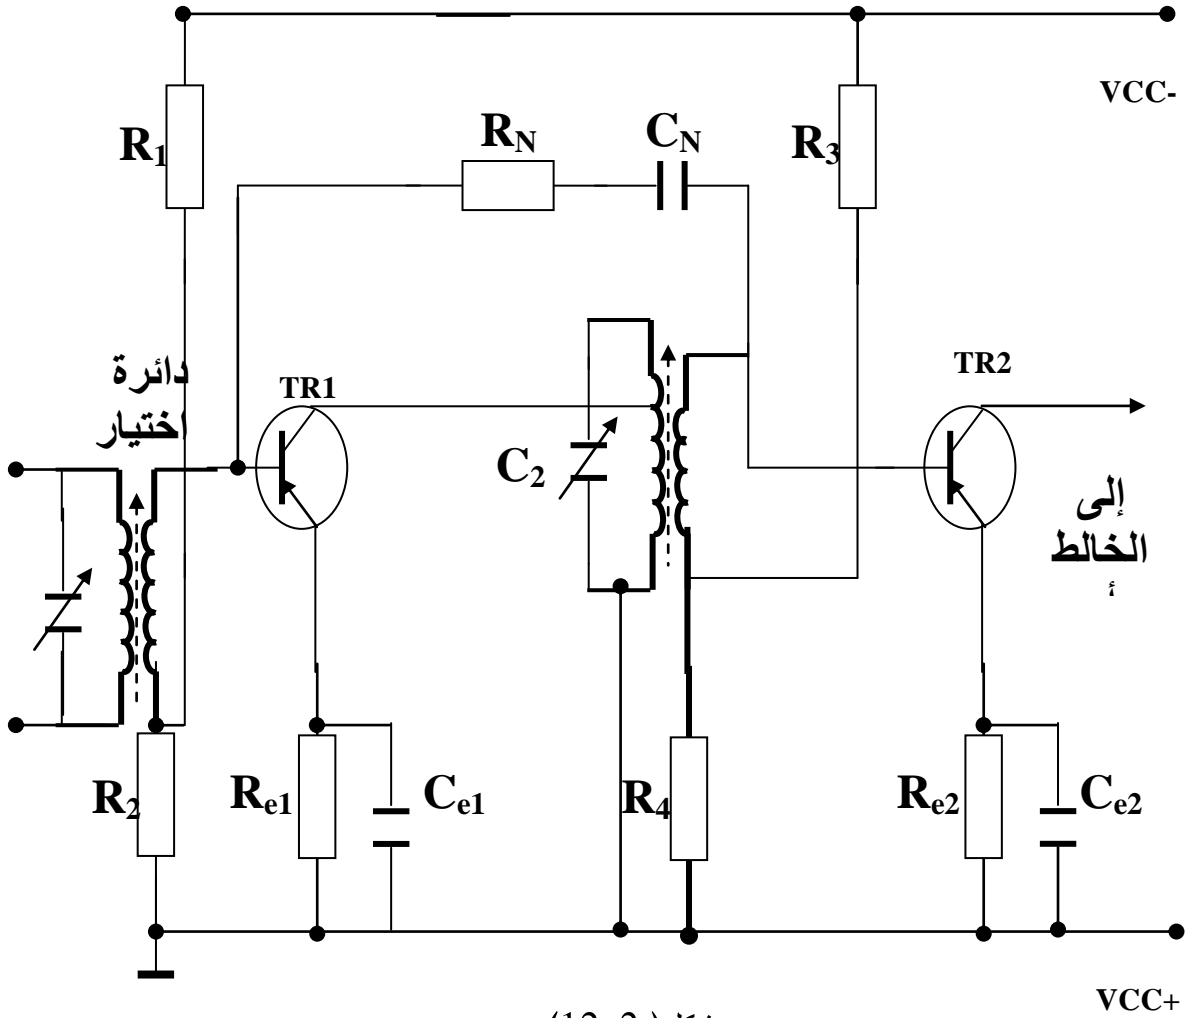 VCC-
R1
RN
CN
R3
دائرة
اختيار
TR1
TR2
C2
إلى
الخالط
أ
R2
Re1
Ce1
R4
Re2
Ce2
VCC+